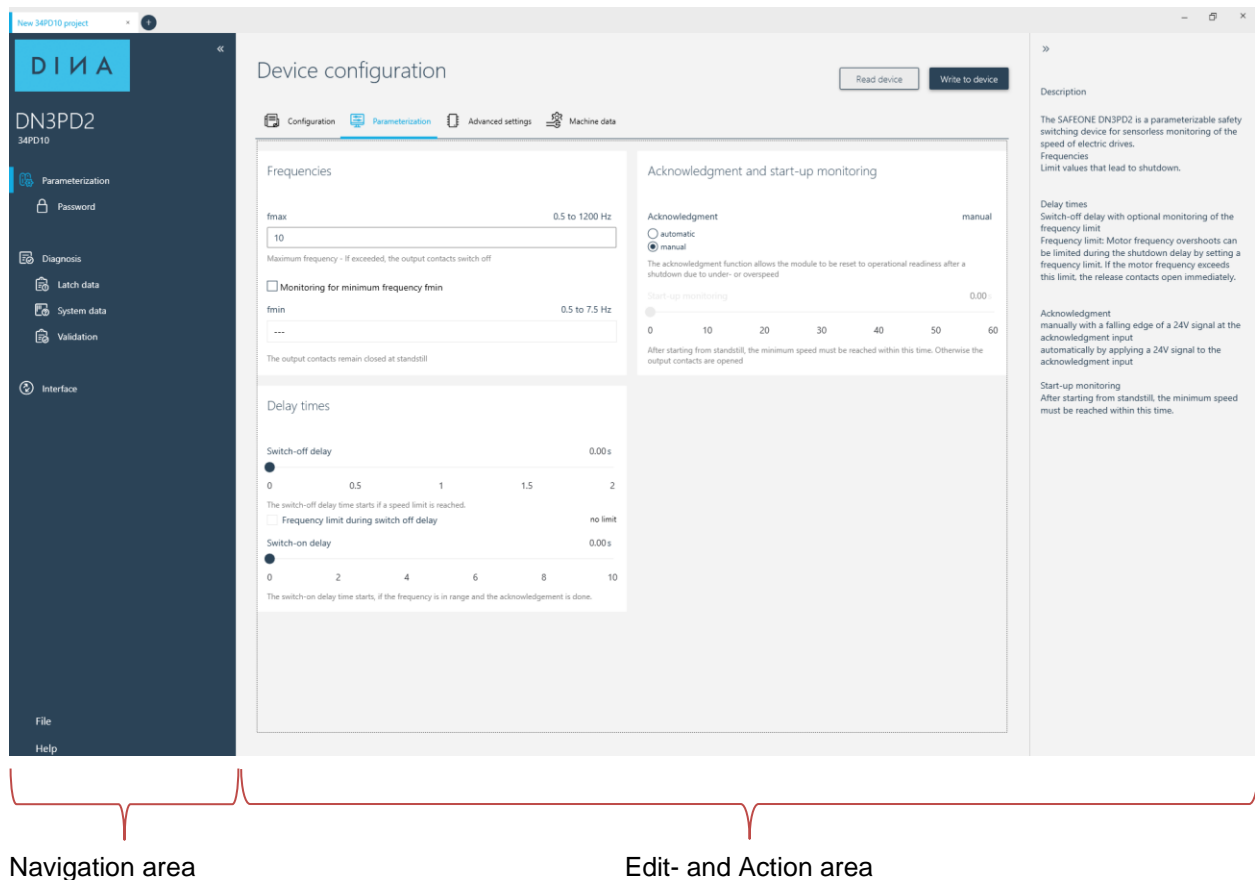 New 34PD10 project
DINA
DN3PD2
34PD10
Parameterization
Password
Diagnosis
Latch data
System data
Validation
Interface
File
Help
Device configuration
Read device
Write to device
Configuration
Parameterization
Advanced settings
Machine data
Frequencies
fmax 0.5 to 1200 Hz
10
Maximum frequency - If exceeded, the output contacts switch off
Monitoring for minimum frequency fmin
fmin 0.5 to 7.5 Hz
---
The output contacts remain closed at standstill
Delay times
Switch-off delay 0.00 s
0 0.5 1 1.5 2
The switch-off delay time starts if a speed limit is reached.
Frequency limit during switch off delay no limit
Switch-on delay 0.00 s
0 2 4 6 8 10
The switch-on delay time starts, if the frequency is in range and the acknowledgement is done.
Acknowledgment and start-up monitoring
Acknowledgment manual
automatic
manual
The acknowledgment function allows the module to be reset to operational readiness after a
shutdown due to under- or overspeed
Start-up monitoring 0.00 s
0 10 20 30 40 50 60
After starting from standstill, the minimum speed must be reached within this time. Otherwise the
output contacts are opened
Description
The SAFEONE DN3PD2 is a parameterizable safety
switching device for sensorless monitoring of the
speed of electric drives.
Frequencies
Limit values that lead to shutdown.
Delay times
Switch-off delay with optional monitoring of the
frequency limit
Frequency limit: Motor frequency overshoots can
be limited during the shutdown delay by setting a
frequency limit. If the motor frequency exceeds
this limit, the release contacts open immediately.
Acknowledgment
manually with a falling edge of a 24V signal at the
acknowledgment input
automatically by applying a 24V signal to the
acknowledgment input
Start-up monitoring
After starting from standstill, the minimum speed
must be reached within this time.
Navigation area
Edit- and Action area